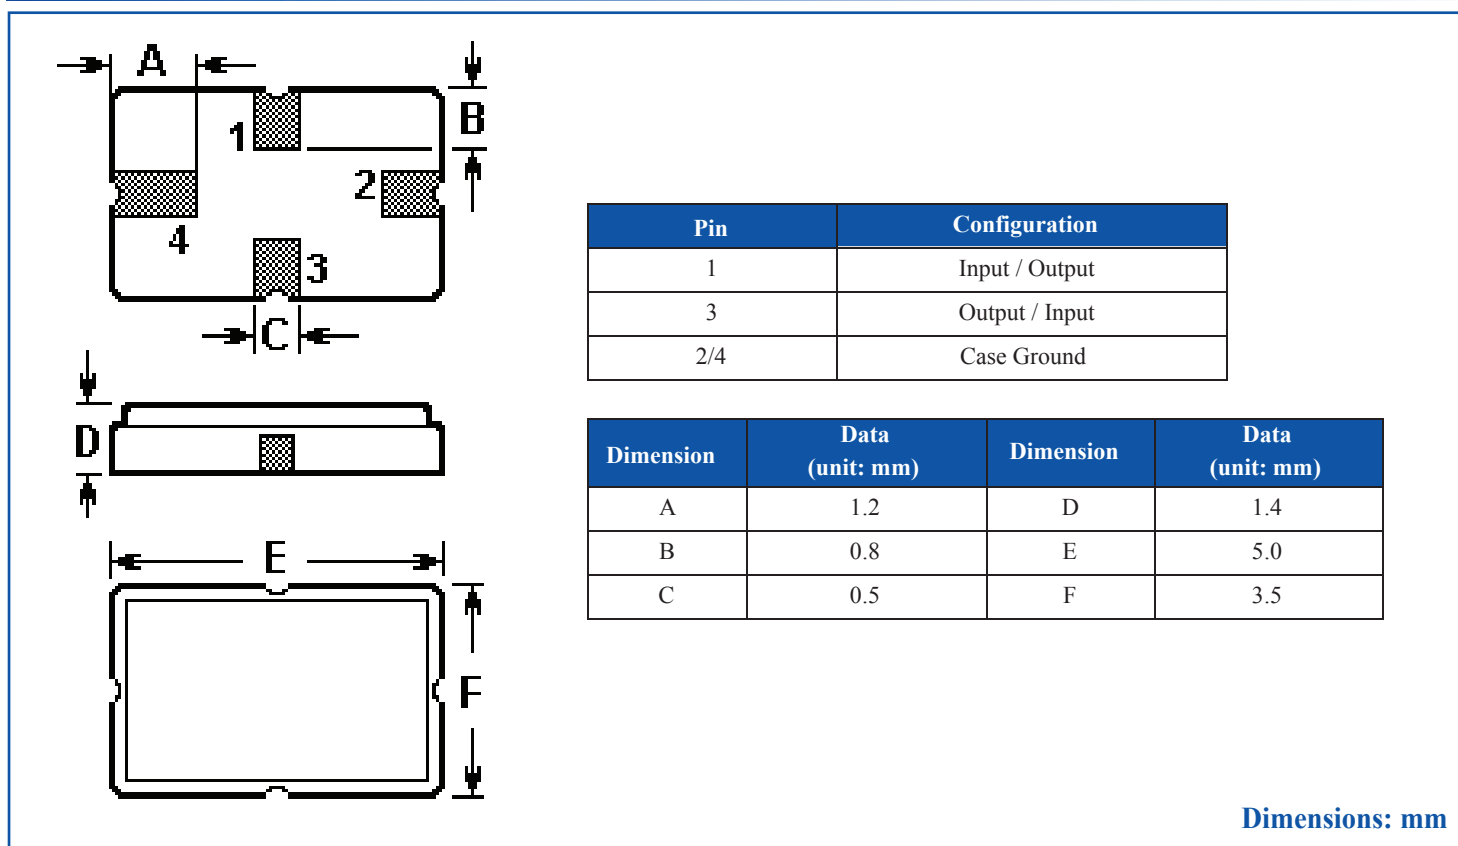 A
B
1
2
4
3
C
D
E
F
Pin Configuration
1 Input / Output
3 Output / Input
2/4 Case Ground
Dimension Data (unit: mm) Dimension Data (unit: mm)
A 1.2 D 1.4
B 0.8 E 5.0
C 0.5 F 3.5
Dimensions: mm